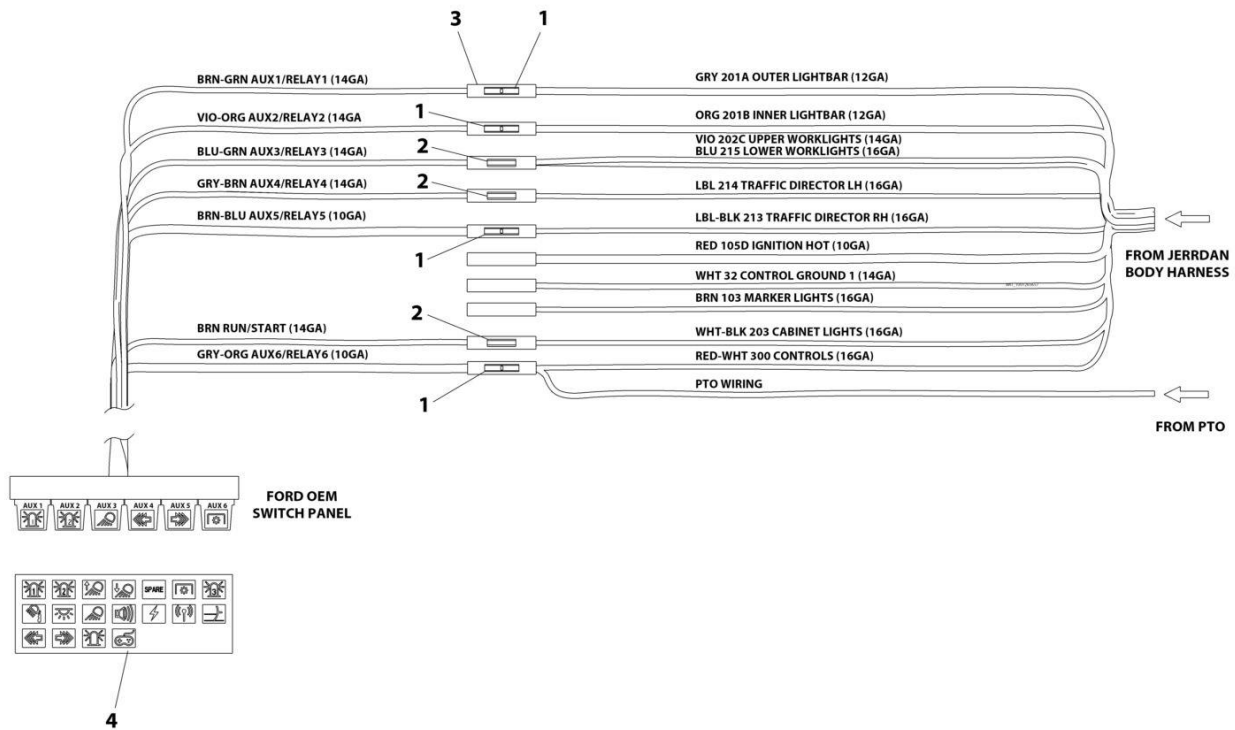 3 1
BRN-GRN AUX1/RELAY1 (14GA)
GRY 201A OUTER LIGHTBAR (12GA)
1
VIO-ORG AUX2/RELAY2 (14GA
ORG 201B INNER LIGHTBAR (12GA)
VIO 202C UPPER WORKLIGHTS (14GA)
2
BLU-GRN AUX3/RELAY3 (14GA)
BLU 215 LOWER WORKLIGHTS (16GA)
2
GRY-BRN AUX4/RELAY4 (14GA)
LBL 214 TRAFFIC DIRECTOR LH (16GA)
BRN-BLU AUX5/RELAY5 (10GA)
LBL-BLK 213 TRAFFIC DIRECTOR RH (16GA)
1
RED 105D IGNITION HOT (10GA)
FROM JERRDAN
BODY HARNESS
WHT 32 CONTROL GROUND 1 (14GA)
BRN 103 MARKER LIGHTS (16GA)
2
BRN RUN/START (14GA)
WHT-BLK 203 CABINET LIGHTS (16GA)
GRY-ORG AUX6/RELAY6 (10GA)
RED-WHT 300 CONTROLS (16GA)
1
PTO WIRING
FROM PTO
FORD OEM
SWITCH PANEL
AUX 1 AUX 2 AUX 3 AUX 4 AUX 5 AUX 6
1 2
1 2 SPARE 3
4